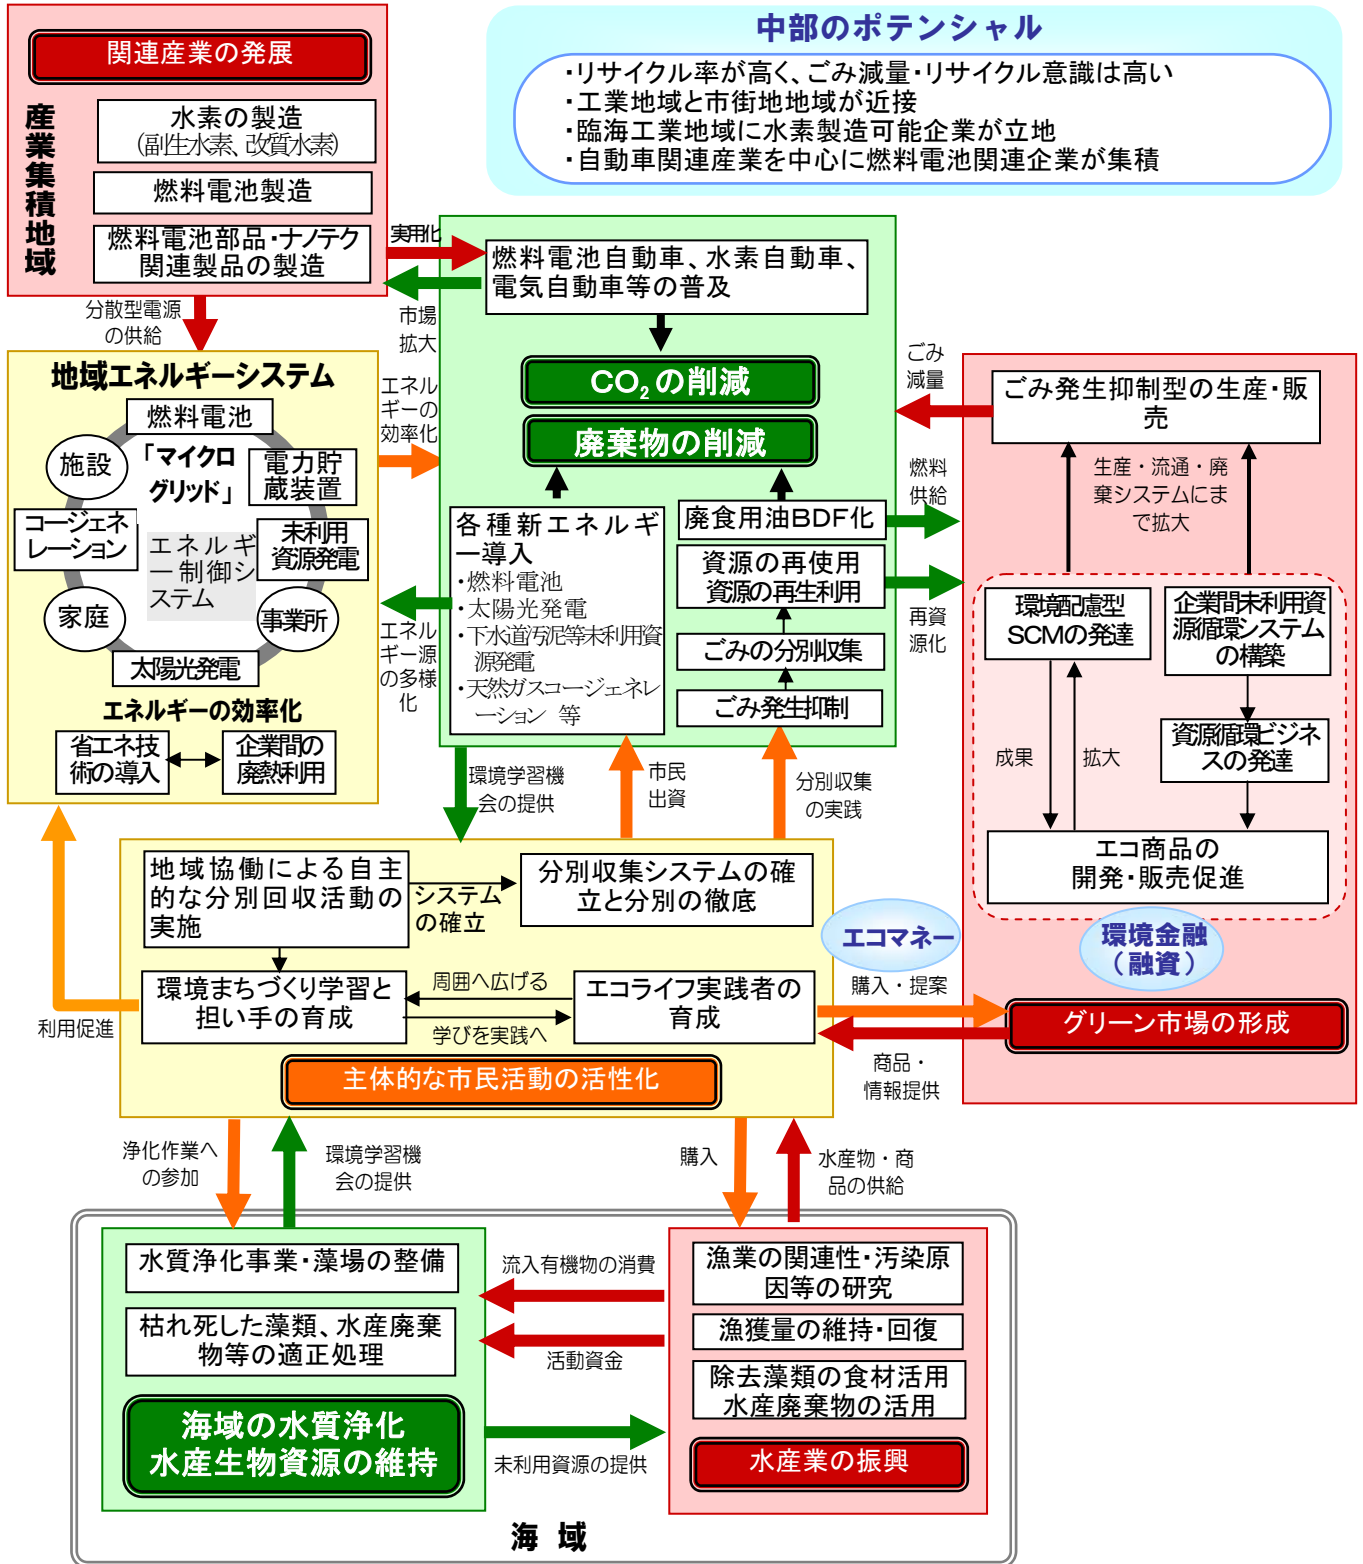 関連産業の発展
産業集積地域
水素の製造
(副生水素、改質水素)
燃料電池製造
燃料電池部品・ナノテク
関連製品の製造
中部のポテンシャル
・リサイクル率が高く、ごみ減量・リサイクル意識は高い
・工業地域と市街地地域が近接
・臨海工業地域に水素製造可能企業が立地
・自動車関連産業を中心に燃料電池関連企業が集積
実用化
市場
拡大
分散型電源
の供給
燃料電池自動車、水素自動車、
電気自動車等の普及
CO2の削減
廃棄物の削減
地域エネルギーシステム
燃料電池
施設
「マイクロ
グリッド」
電力貯
蔵装置
コージェネ
レーション
エネルギ
ー制御シ
ステム
未利用
資源発電
家庭
事業所
太陽光発電
エネルギーの効率化
省エネ技
術の導入
企業間の
廃熱利用
エネル
ギーの
効率化
エネル
ギー源
の多様
化
各種新エネルギ
ー導入
・燃料電池
・太陽光発電
・下水道汚泥等未利用資
源発電
・天然ガスコージェネレ
ーション 等
廃食用油BDF化
資源の再使用
資源の再生利用
ごみの分別収集
ごみ発生抑制
ごみ
減量
燃料
供給
再資
源化
ごみ発生抑制型の生産・販
売
生産・流通・廃
棄システムにま
で拡大
環境配慮型
SCMの発達
企業間未利用資
源循環システム
の構築
資源循環ビジネ
スの発達
成果
拡大
エコ商品の
開発・販売促進
環境金融
(融資)
グリーン市場の形成
環境学習機
会の提供
市民
出資
分別収集
の実践
地域協働による自主
的な分別回収活動の
実施
システム
の確立
分別収集システムの確
立と分別の徹底
環境まちづくり学習と
担い手の育成
周囲へ広げる
学びを実践へ
エコライフ実践者の
育成
主体的な市民活動の活性化
利用促進
エコマネー
購入・提案
商品・
情報提供
浄化作業へ
の参加
環境学習機
会の提供
購入
水産物・商
品の供給
水質浄化事業・藻場の整備
枯れ死した藻類、水産廃棄
物等の適正処理
海域の水質浄化
水産生物資源の維持
流入有機物の消費
活動資金
未利用資源の提供
漁業の関連性・汚染原
因等の研究
漁獲量の維持・回復
除去藻類の食材活用
水産廃棄物の活用
水産業の振興
海 域